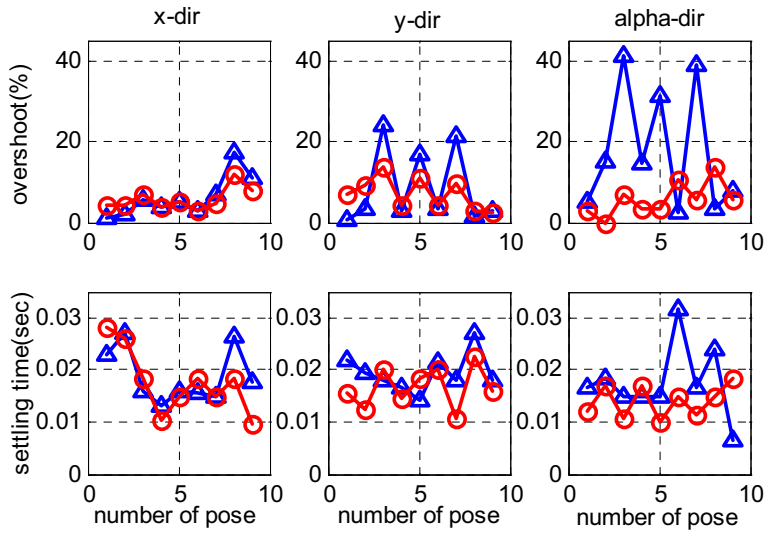 x-dir y-dir alpha-dir
overshoot(%)
40 40 40
20 20 20
0 0 0
0 5 10 0 5 10 0 5 10
settling time(sec)
0.03 0.03 0.03
0.02 0.02 0.02
0.01 0.01 0.01
0 0 0
0 5 10 0 5 10 0 5 10
number of pose number of pose number of pose